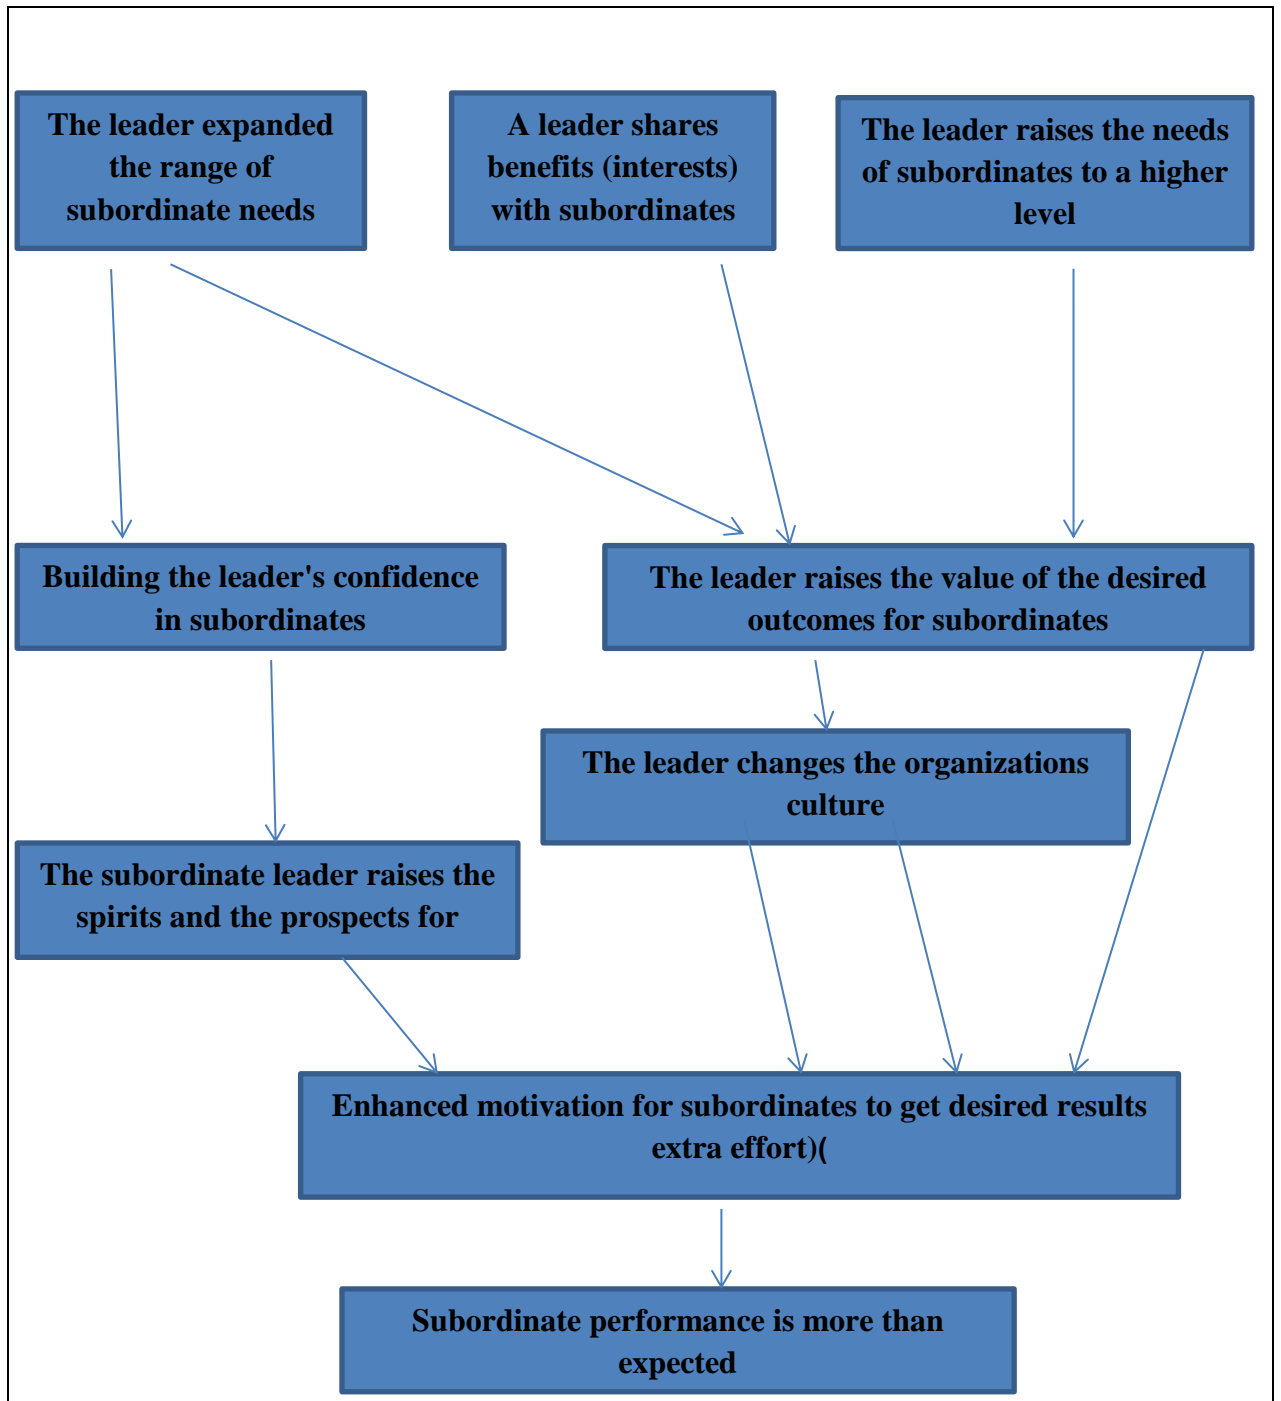 The leader expanded
the range of
subordinate needs
A leader shares
benefits (interests)
with subordinates
The leader raises the needs
of subordinates to a higher
level
Building the leader's confidence
in subordinates
The leader raises the value of the desired
outcomes for subordinates
The leader changes the organizations
culture
The subordinate leader raises the
spirits and the prospects for
Enhanced motivation for subordinates to get desired results
extra effort)(
Subordinate performance is more than
expected